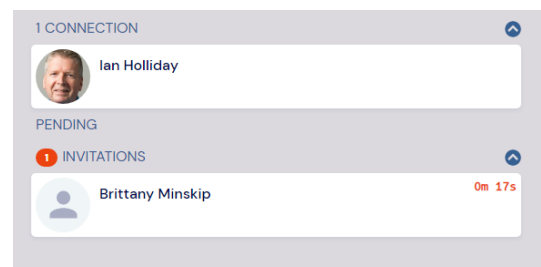 1 CONNECTION
Ian Holliday
PENDING
1 INVITATIONS
Brittany Minskip
0m 17s